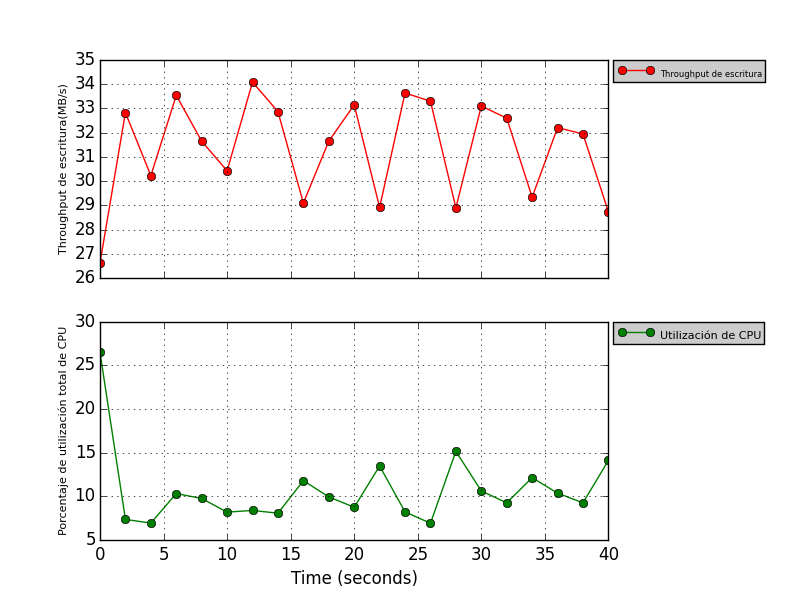 35
34
33
32
31
30
29
28
27
26
Throughput de escritura(MB/s)
Throughput de escritura
30
25
20
15
10
5
Porcentaje de utilización total de CPU
Utilización de CPU
0 5 10 15 20 25 30 35 40
Time (seconds)